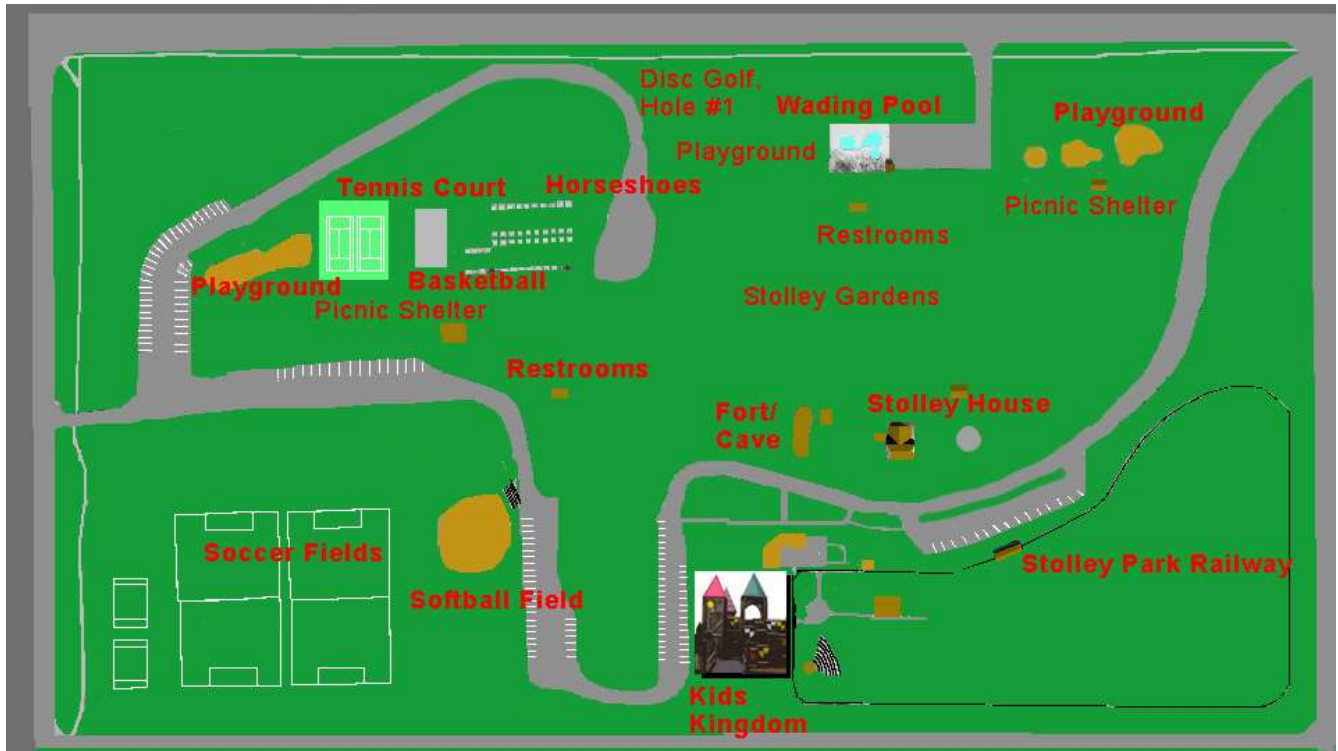 Disc Golf,
Hole #1
Wading Pool
Playground
Playground
Tennis Court
Horseshoes
Picnic Shelter
Restrooms
Playground
Basketball
Picnic Shelter
Stolley Gardens
Restrooms
Fort/
Cave
Stolley House
Soccer Fields
Softball Field
Stolley Park Railway
Kids
Kingdom